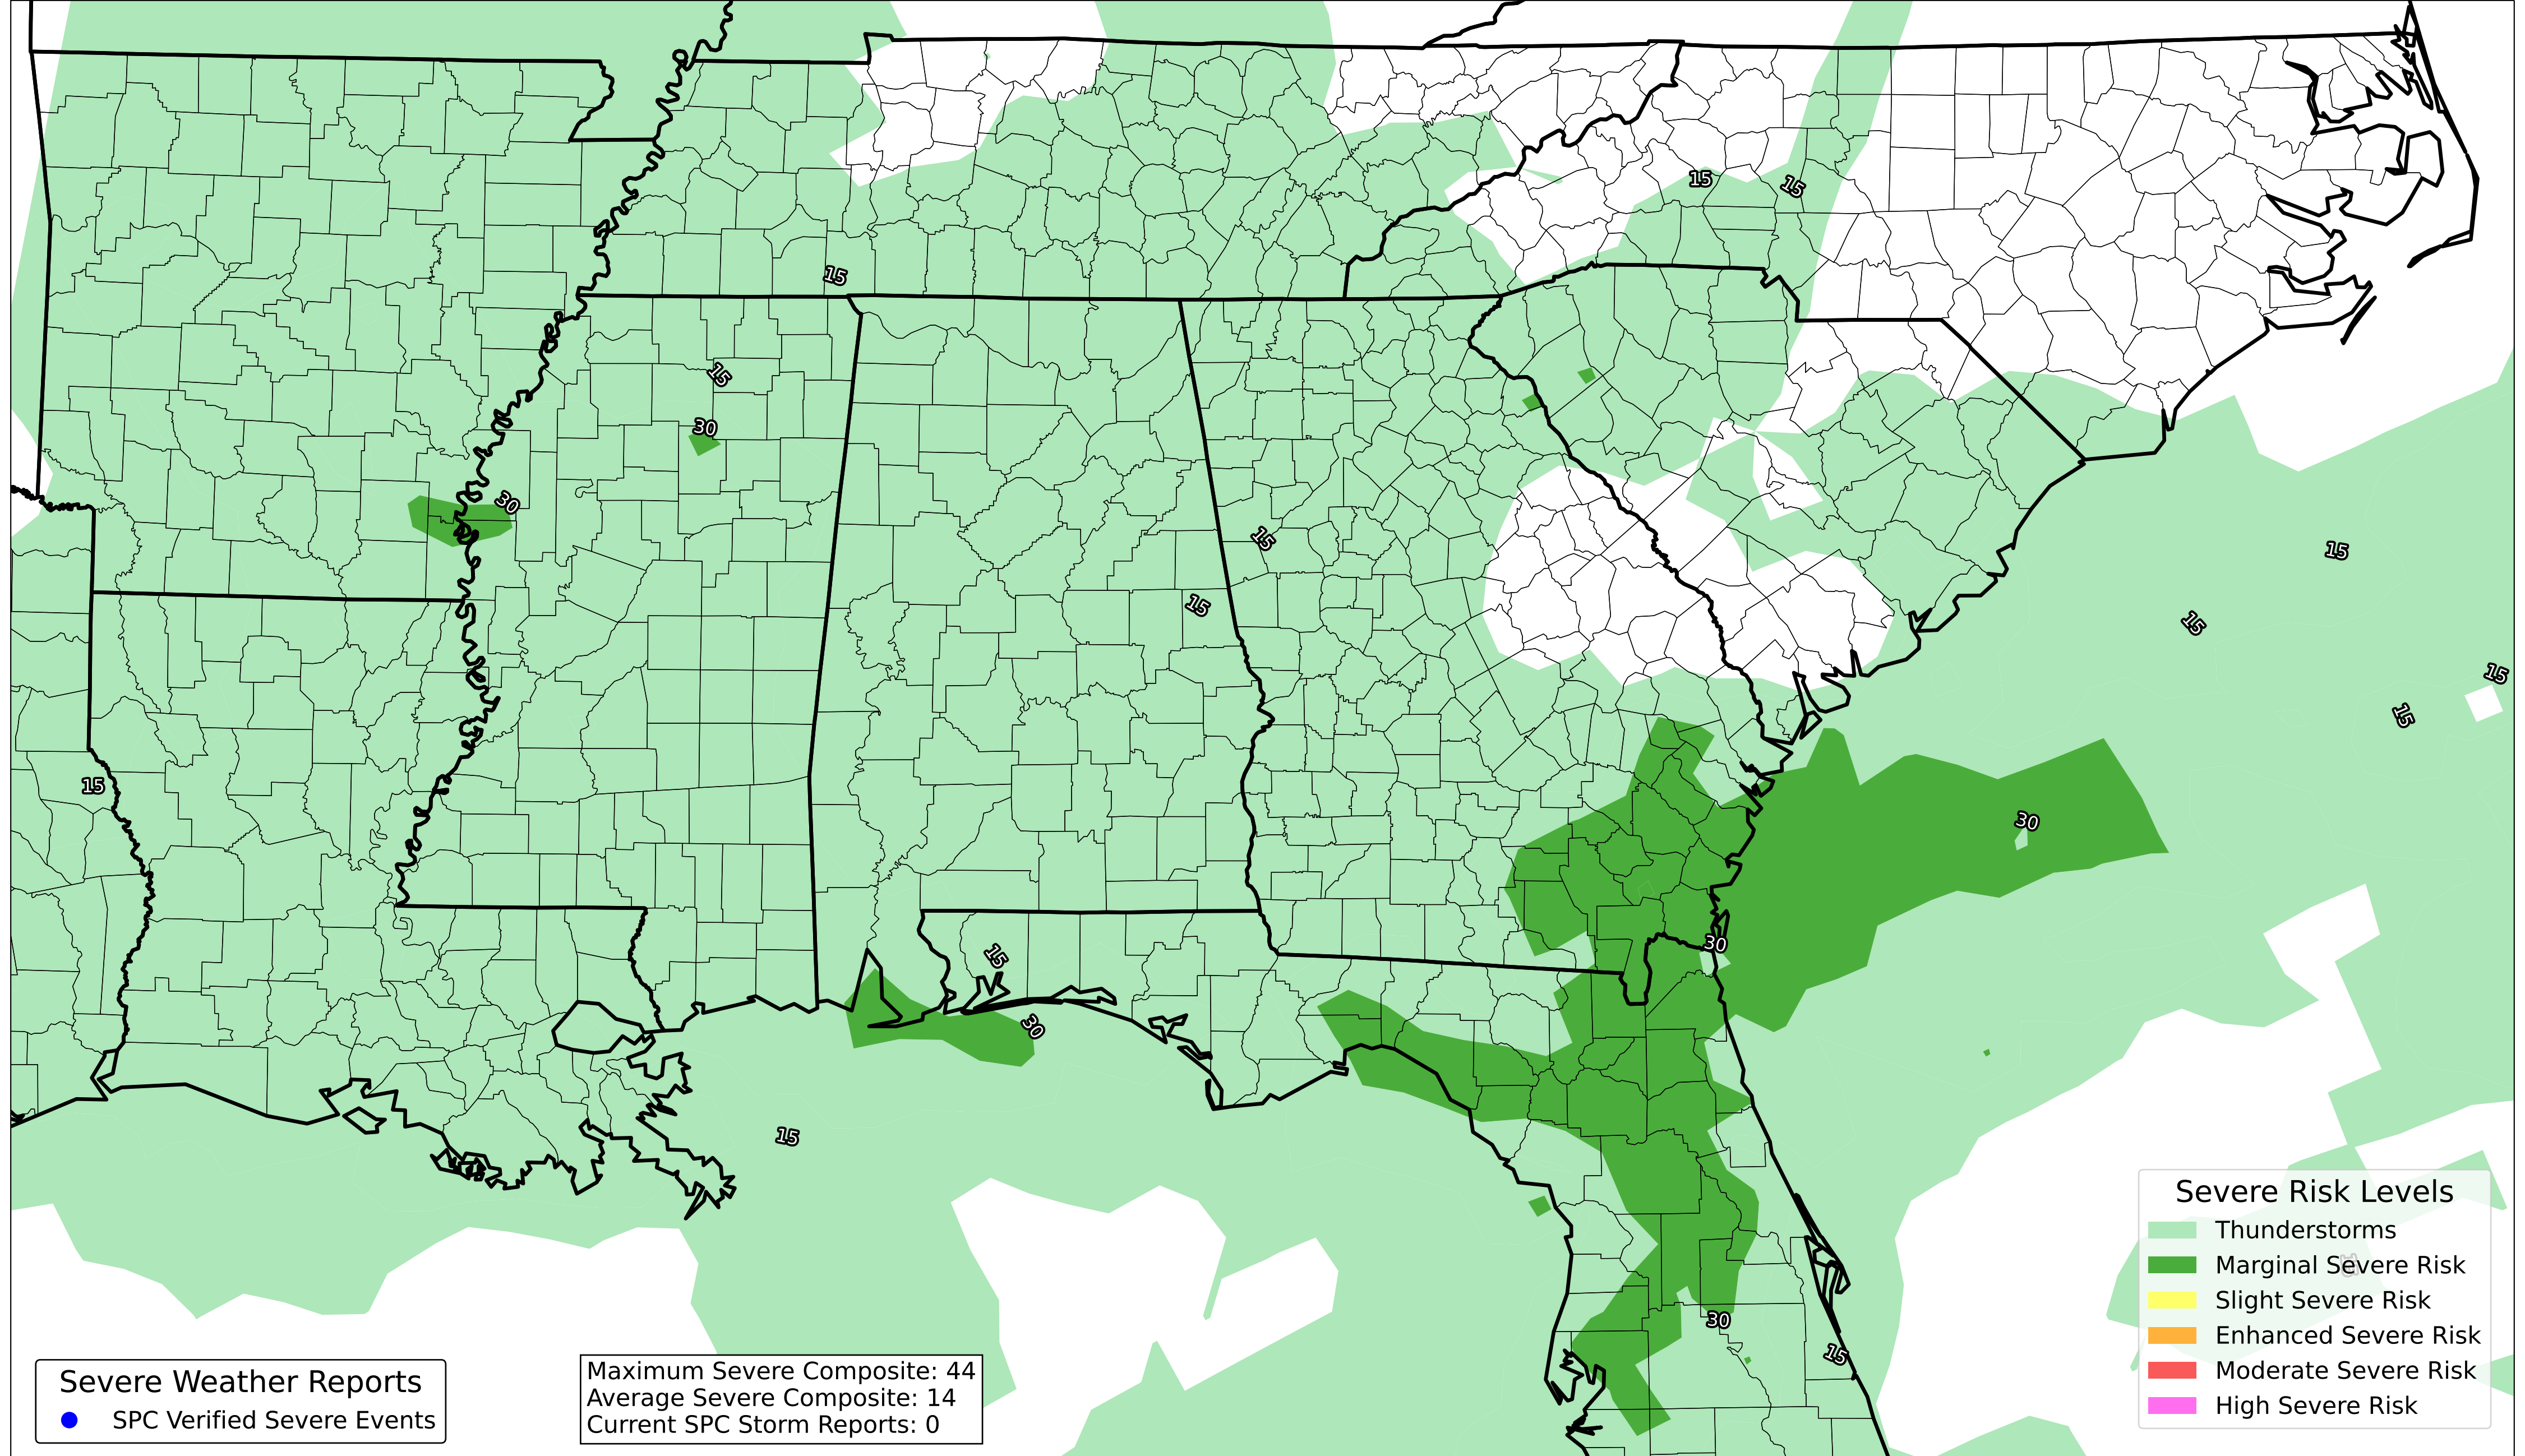 15
15
15
15
30
30
15
15
15
15
15
15
15
30
30
15
30
15
30
15
Severe Risk Levels
Thunderstorms
Marginal Severe Risk
Slight Severe Risk
Enhanced Severe Risk
Moderate Severe Risk
High Severe Risk
Severe Weather Reports
SPC Verified Severe Events
Maximum Severe Composite: 44
Average Severe Composite: 14
Current SPC Storm Reports: 0